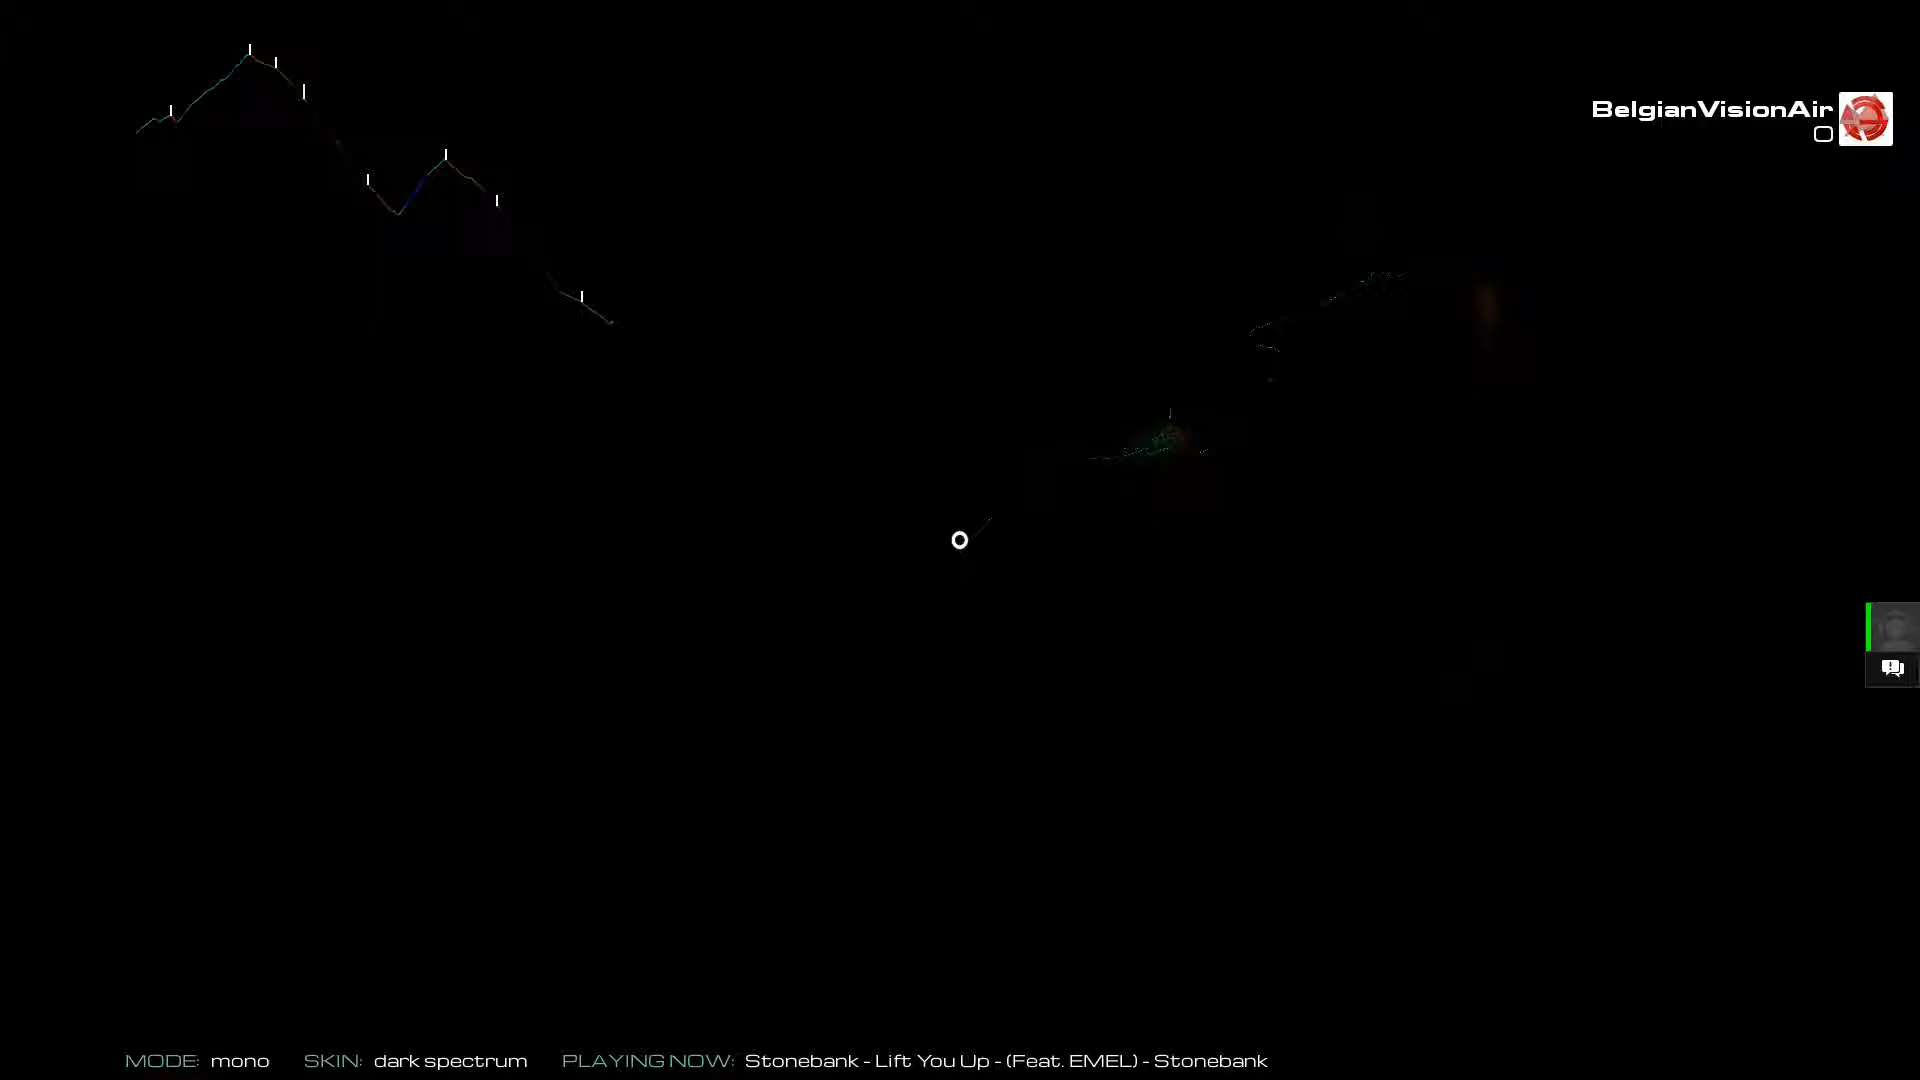 BelgianVisionAir
MODE: mono SKIN: dark spectrum PLAYING NOW: Stonebank - Lift You Up - (Feat. EMEL) - Stonebank